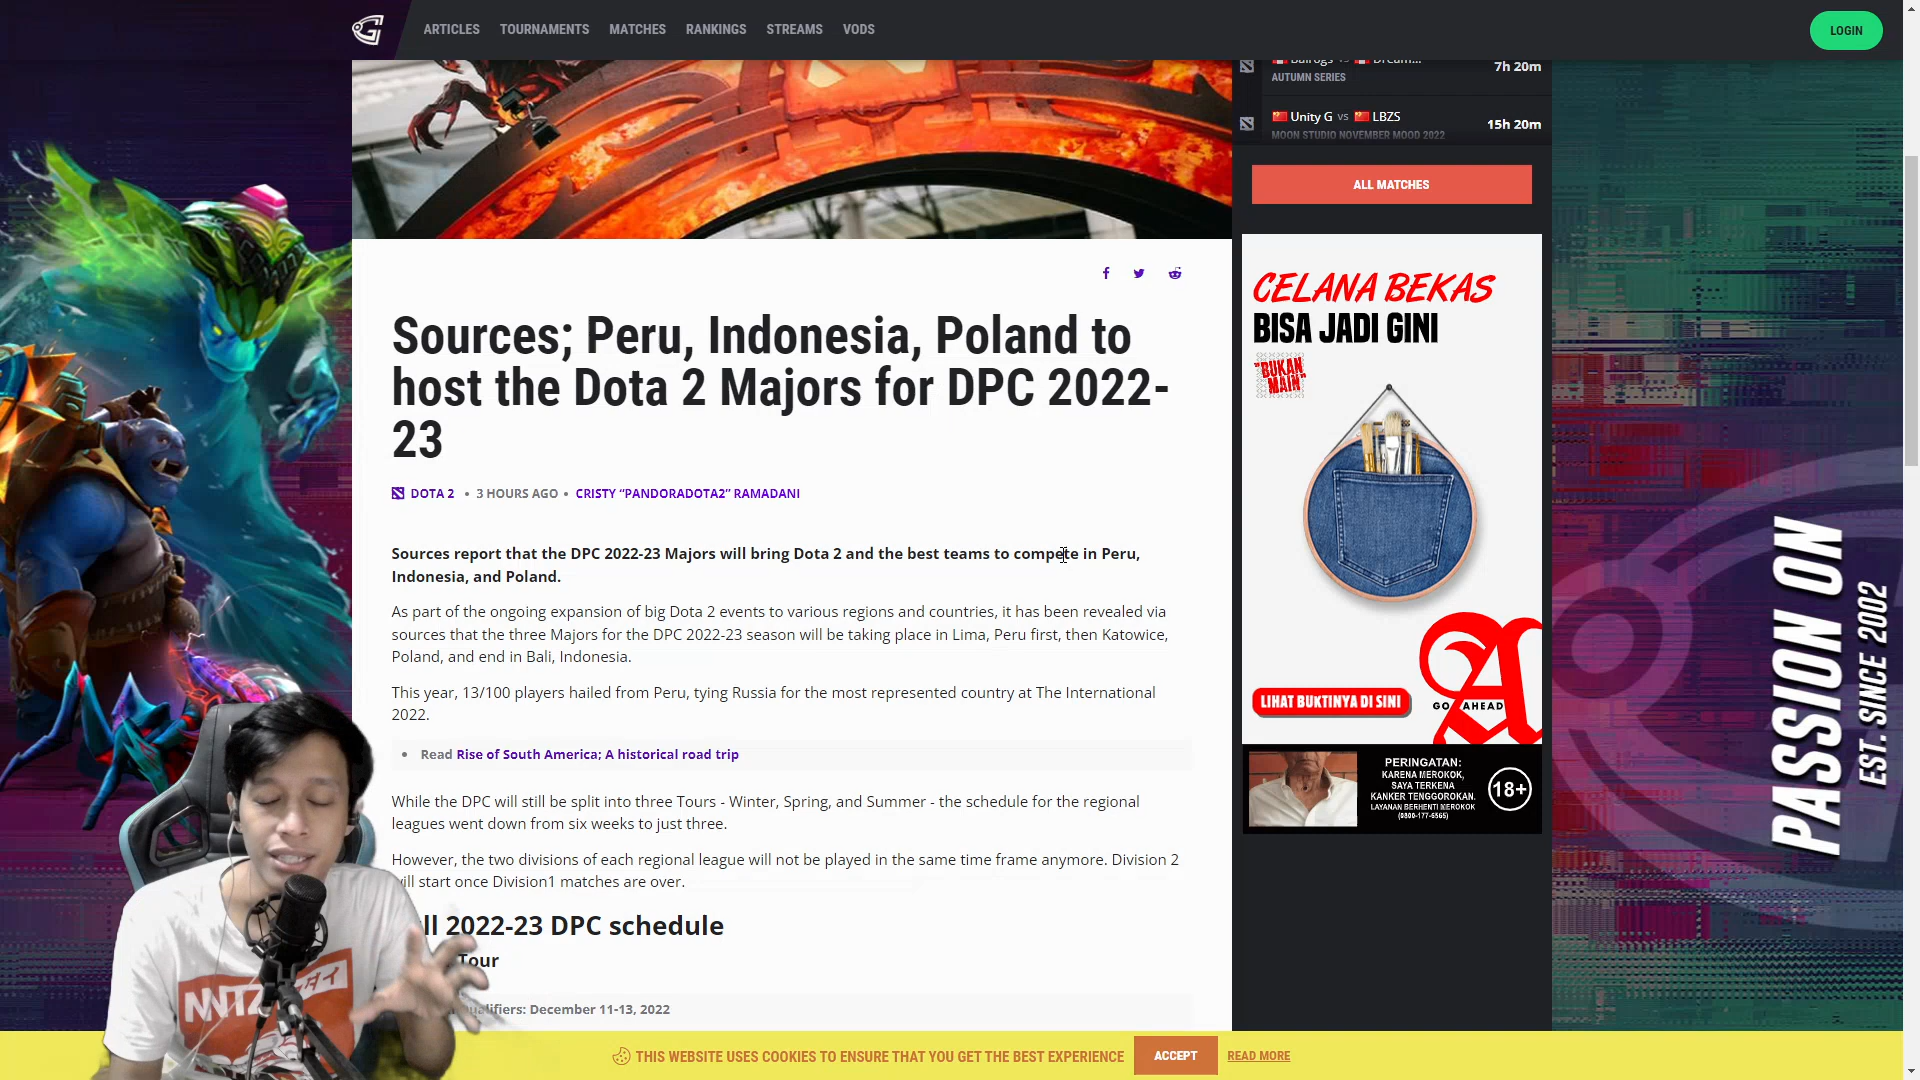 ARTICLES TOURNAMENTS MATCHES RANKINGS STREAMS VODS
LOGIN
7h 20m
AUTUMN SERIES
Unity G vs LBZS
15h 20m
MOON STUDIO NOVEMBER MOOD 2022
ALL MATCHES
Sources; Peru, Indonesia, Poland to
host the Dota 2 Majors for DPC 2022-
23
DOTA 2 • 3 HOURS AGO • CRISTY “PANDORADOTA2” RAMADANI
Sources report that the DPC 2022-23 Majors will bring Dota 2 and the best teams to compete in Peru,
Indonesia, and Poland.
As part of the ongoing expansion of big Dota 2 events to various regions and countries, it has been revealed via
sources that the three Majors for the DPC 2022-23 season will be taking place in Lima, Peru first, then Katowice,
Poland, and end in Bali, Indonesia.
This year, 13/100 players hailed from Peru, tying Russia for the most represented country at The International
2022.
• Read Rise of South America; A historical road trip
While the DPC will still be split into three Tours - Winter, Spring, and Summer - the schedule for the regional
leagues went down from six weeks to just three.
However, the two divisions of each regional league will not be played in the same time frame anymore. Division 2
will start once Division1 matches are over.
2022-23 DPC schedule
Tour
December 11-13, 2022
CELANA BEKAS
BISA JADI GINI
"BUKAN
MAIN"
LIHAT BUKTINYA DI SINI
GO AHEAD
PERINGATAN:
KARENA MEROKOK,
SAYA TERKENA
KANKER TENGGOROKAN.
LAYANAN BERHENTI MEROKOK
(0800-177-6565)
18+
PASSION ON
EST. SINCE 2002
THIS WEBSITE USES COOKIES TO ENSURE THAT YOU GET THE BEST EXPERIENCE
ACCEPT
READ MORE